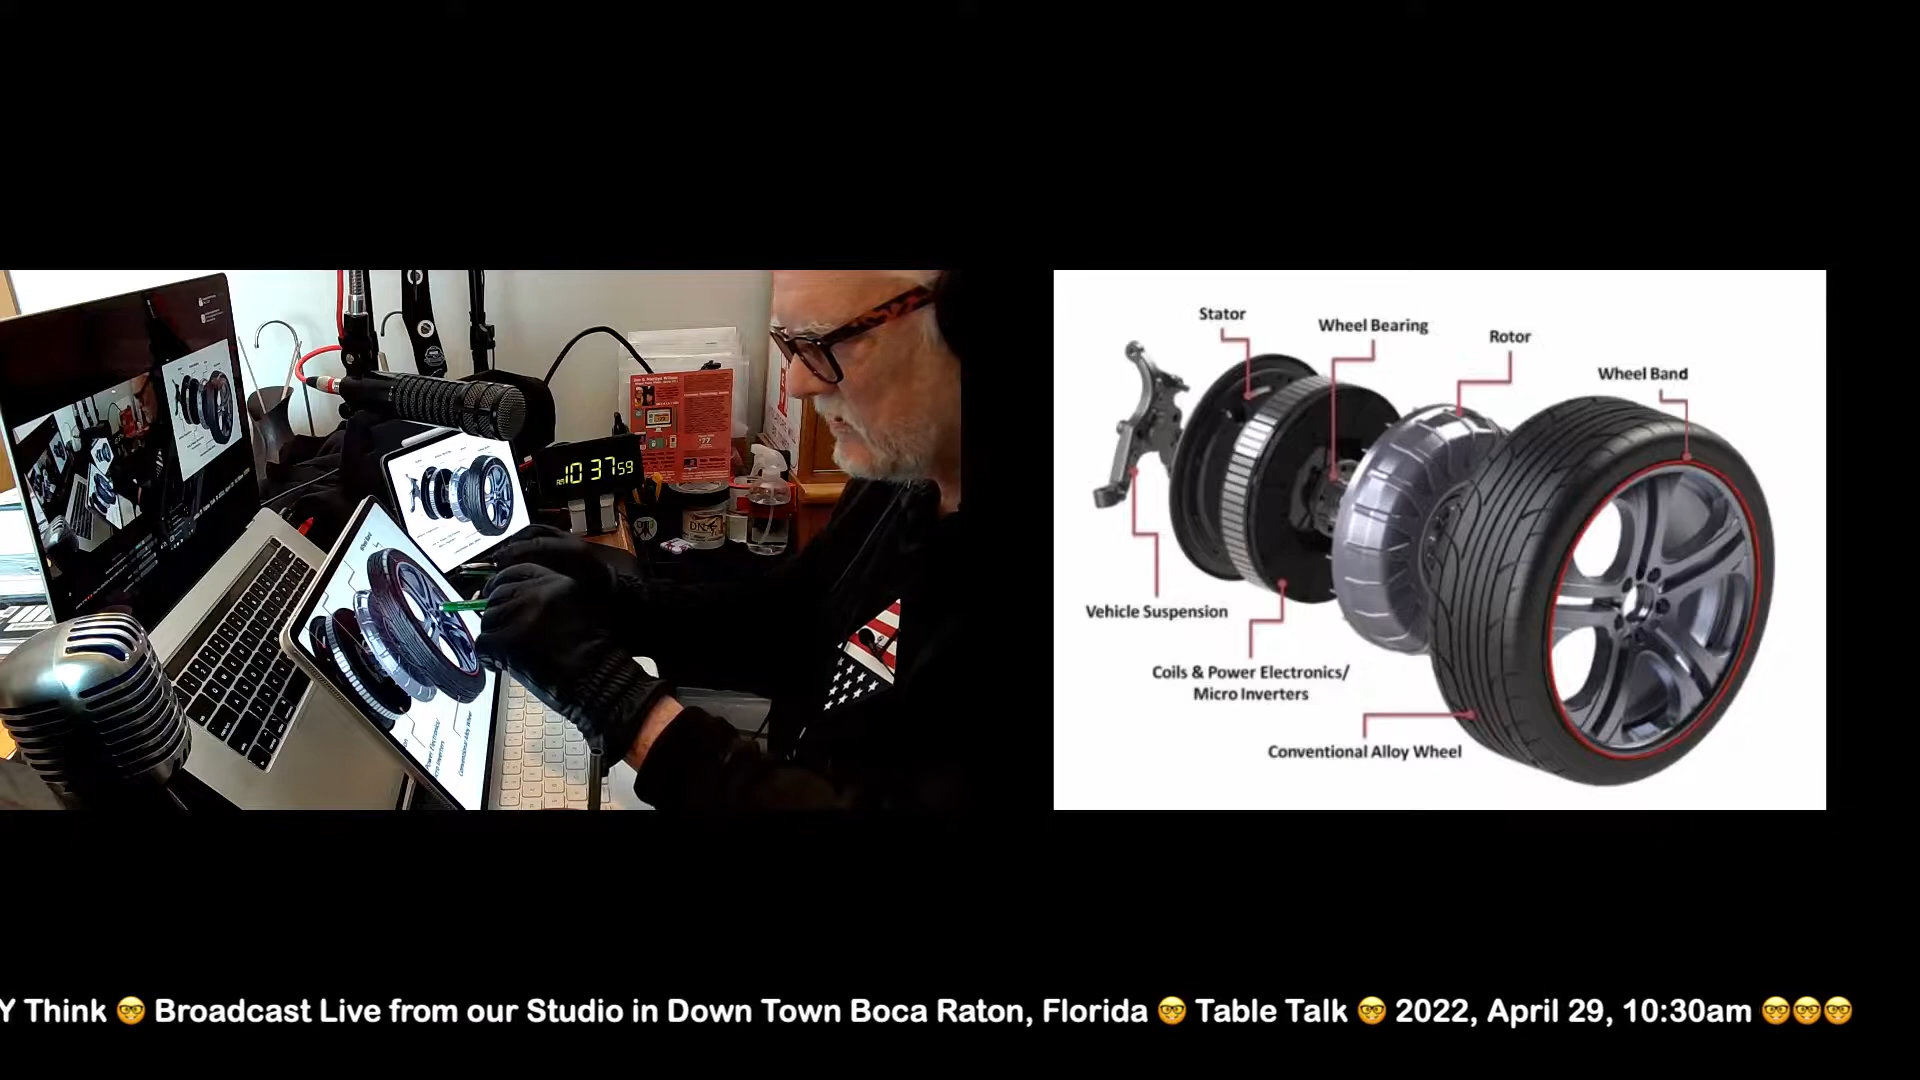 Stator
Wheel Bearing
Rotor
Wheel Band
Vehicle Suspension
Coils & Power Electronics/
Micro Inverters
Conventional Alloy Wheel
AM 10 37 59
$77
Y Think 🤓 Broadcast Live from our Studio in Down Town Boca Raton, Florida 🤓 Table Talk 🤓 2022, April 29, 10:30am 🤓🤓🤓